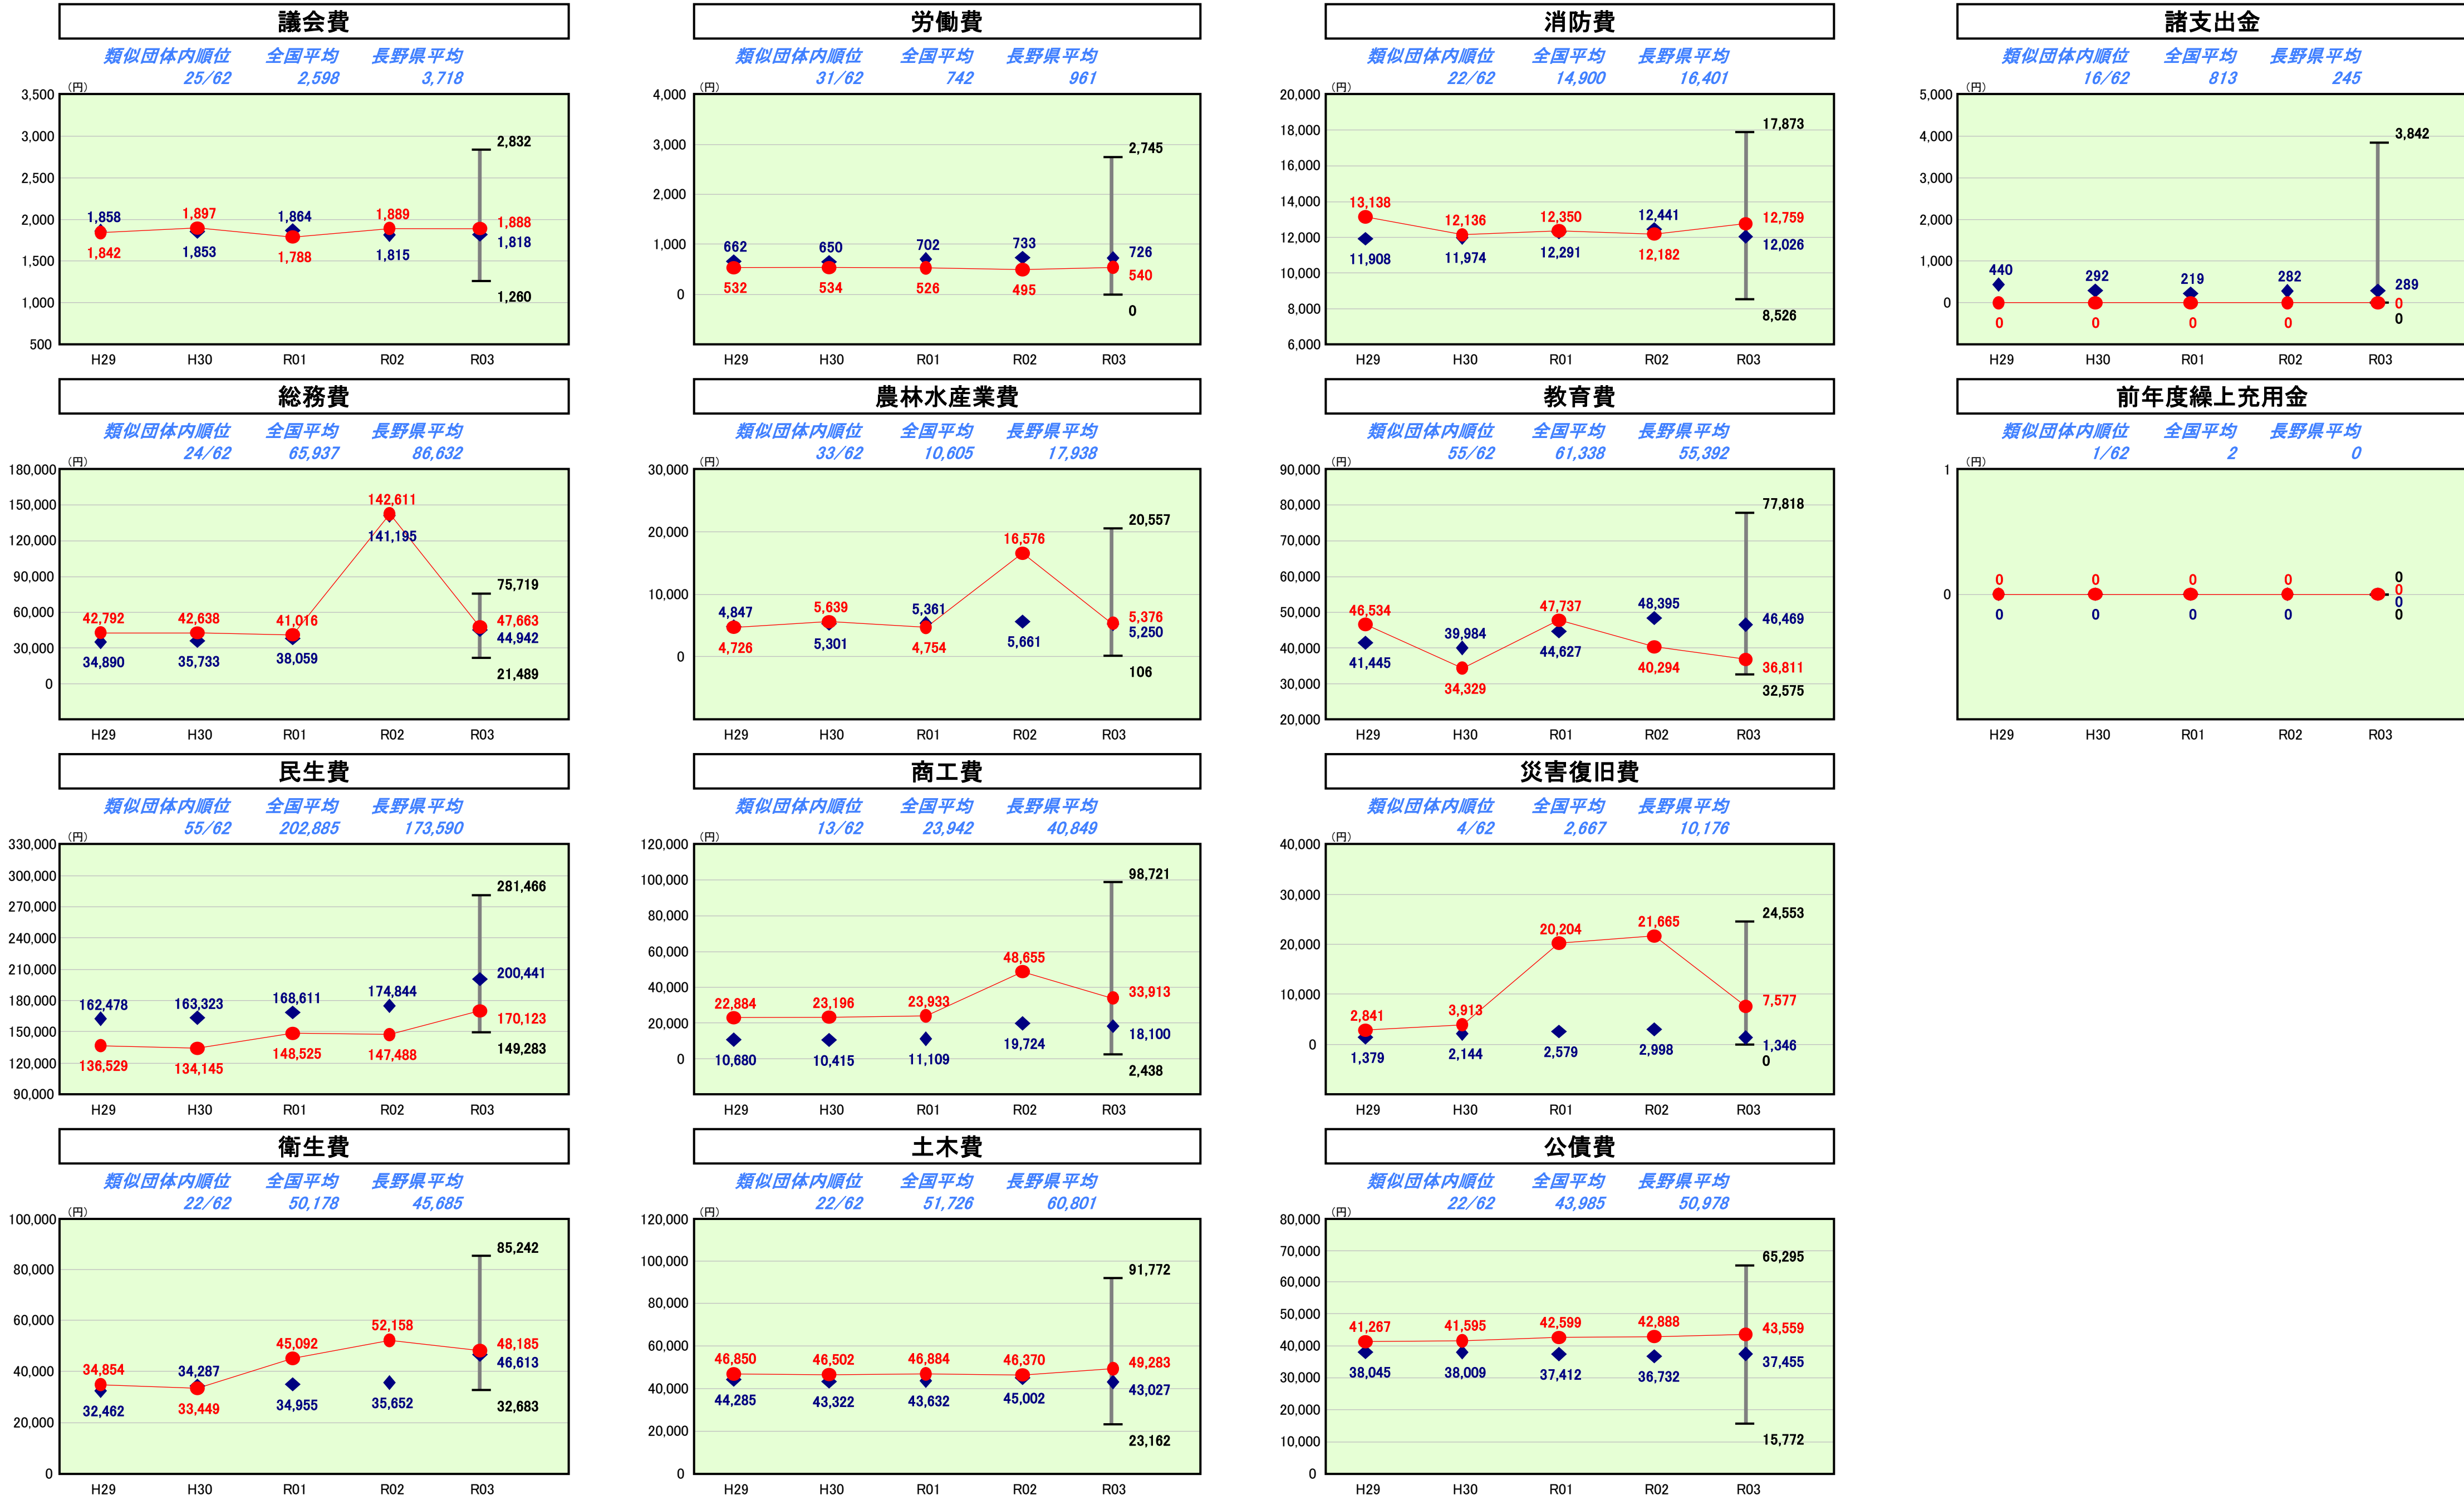 議会費
類似団体内順位 全国平均 長野県平均
25/62 2,598 3,718
(円)
3,500
3,000
2,500
2,000
1,500
1,000
500
1,858 1,897 1,864 1,889 1,888
1,842 1,853 1,788 1,815 1,818
2,832
1,260
H29 H30 R01 R02 R03
労働費
類似団体内順位 全国平均 長野県平均
31/62 742 961
(円)
4,000
3,000
2,000
1,000
0
662 650 702 733 726
532 534 526 495 540
2,745
0
H29 H30 R01 R02 R03
消防費
類似団体内順位 全国平均 長野県平均
22/62 14,900 16,401
(円)
20,000
18,000
16,000
14,000
12,000
10,000
8,000
6,000
13,138 12,136 12,350 12,441 12,759
11,908 11,974 12,291 12,182 12,026
17,873
8,526
H29 H30 R01 R02 R03
諸支出金
類似団体内順位 全国平均 長野県平均
16/62 813 245
(円)
5,000
4,000
3,000
2,000
1,000
0
440 292 219 282 289
0 0 0 0 0
3,842
0
H29 H30 R01 R02 R03
総務費
類似団体内順位 全国平均 長野県平均
24/62 65,937 86,632
(円)
180,000
150,000
120,000
90,000
60,000
30,000
0
42,792 42,638 41,016 142,611 47,663
34,890 35,733 38,059 141,195 44,942
75,719
21,489
H29 H30 R01 R02 R03
農林水産業費
類似団体内順位 全国平均 長野県平均
33/62 10,605 17,938
(円)
30,000
20,000
10,000
0
4,847 5,639 5,361 16,576 5,376
4,726 5,301 4,754 5,661 5,250
20,557
106
H29 H30 R01 R02 R03
教育費
類似団体内順位 全国平均 長野県平均
55/62 61,338 55,392
(円)
90,000
80,000
70,000
60,000
50,000
40,000
30,000
20,000
46,534 39,984 47,737 48,395 46,469
41,445 34,329 44,627 40,294 36,811
77,818
32,575
H29 H30 R01 R02 R03
前年度繰上充用金
類似団体内順位 全国平均 長野県平均
1/62 2 0
(円)
1
0
0 0 0 0 0
0 0 0 0 0
0
0
H29 H30 R01 R02 R03
民生費
類似団体内順位 全国平均 長野県平均
55/62 202,885 173,590
(円)
330,000
300,000
270,000
240,000
210,000
180,000
150,000
120,000
90,000
162,478 163,323 168,611 174,844 200,441
136,529 134,145 148,525 147,488 170,123
281,466
149,283
H29 H30 R01 R02 R03
商工費
類似団体内順位 全国平均 長野県平均
13/62 23,942 40,849
(円)
120,000
100,000
80,000
60,000
40,000
20,000
0
22,884 23,196 23,933 48,655 33,913
10,680 10,415 11,109 19,724 18,100
98,721
2,438
H29 H30 R01 R02 R03
災害復旧費
類似団体内順位 全国平均 長野県平均
4/62 2,667 10,176
(円)
40,000
30,000
20,000
10,000
0
2,841 3,913 20,204 21,665 7,577
1,379 2,144 2,579 2,998 1,346
24,553
0
H29 H30 R01 R02 R03
衛生費
類似団体内順位 全国平均 長野県平均
22/62 50,178 45,685
(円)
100,000
80,000
60,000
40,000
20,000
0
34,854 34,287 45,092 52,158 48,185
32,462 33,449 34,955 35,652 46,613
85,242
32,683
H29 H30 R01 R02 R03
土木費
類似団体内順位 全国平均 長野県平均
22/62 51,726 60,801
(円)
120,000
100,000
80,000
60,000
40,000
20,000
0
46,850 46,502 46,884 46,370 49,283
44,285 43,322 43,632 45,002 43,027
91,772
23,162
H29 H30 R01 R02 R03
公債費
類似団体内順位 全国平均 長野県平均
22/62 43,985 50,978
(円)
80,000
70,000
60,000
50,000
40,000
30,000
20,000
10,000
0
41,267 41,595 42,599 42,888 43,559
38,045 38,009 37,412 36,732 37,455
65,295
15,772
H29 H30 R01 R02 R03